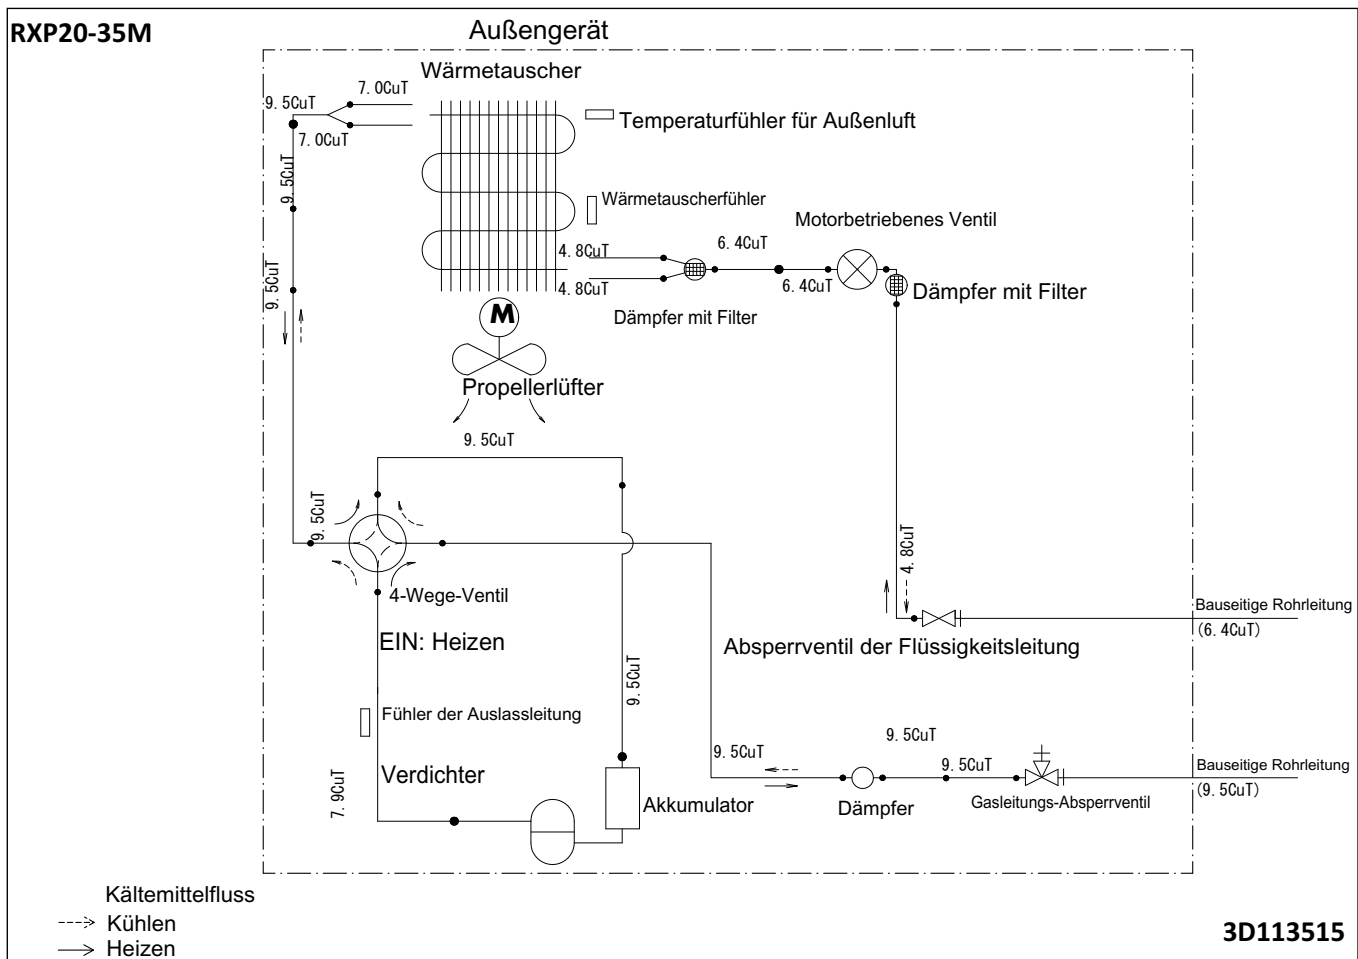 RXP20-35M
Außengerät
Wärmetauscher
7. 0CuT
9. 5CuT
7. 0CuT
Temperaturfühler für Außenluft
9. 5CuT
Wärmetauscherfühler
Motorbetriebenes Ventil
4. 8CuT
6. 4CuT
9. 5CuT
4. 8CuT
6. 4CuT
Dämpfer mit Filter
M
Dämpfer mit Filter
Propellerlüfter
9. 5CuT
9. 5CuT
4. 8CuT
4-Wege-Ventil
Bauseitige Rohrleitung
(6. 4CuT)
EIN: Heizen
Absperrventil der Flüssigkeitsleitung
9. 5CuT
Fühler der Auslassleitung
9. 5CuT
9. 5CuT
9. 5CuT
Bauseitige Rohrleitung
(9. 5CuT)
7. 9CuT
Verdichter
Akkumulator
Dämpfer
Gasleitungs-Absperrventil
Kältemittelfluss
Kühlen
Heizen
3D113515